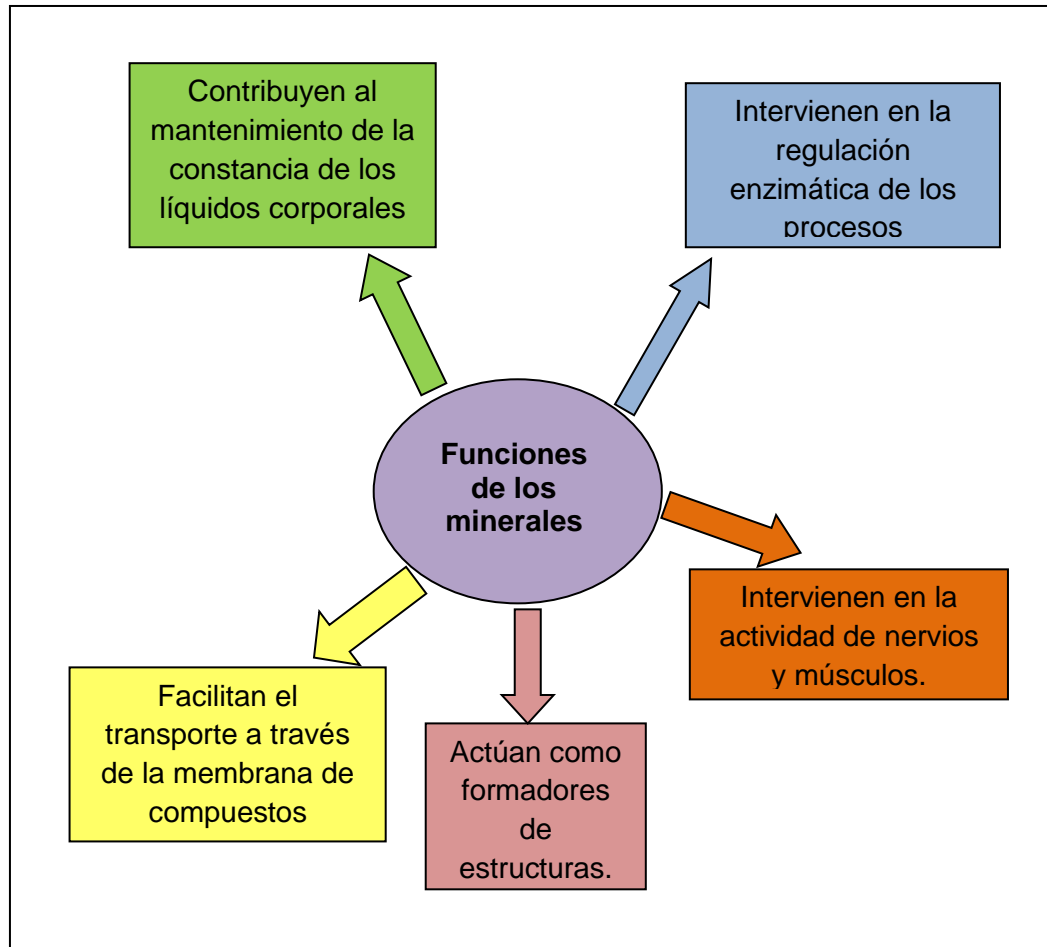 Contribuyen al
mantenimiento de la
constancia de los
líquidos corporales
Intervienen en la
regulación
enzimática de los
procesos
Funciones
de los
minerales
Intervienen en la
actividad de nervios
y músculos.
Facilitan el
transporte a través
de la membrana de
compuestos
Actúan como
formadores
de
estructuras.